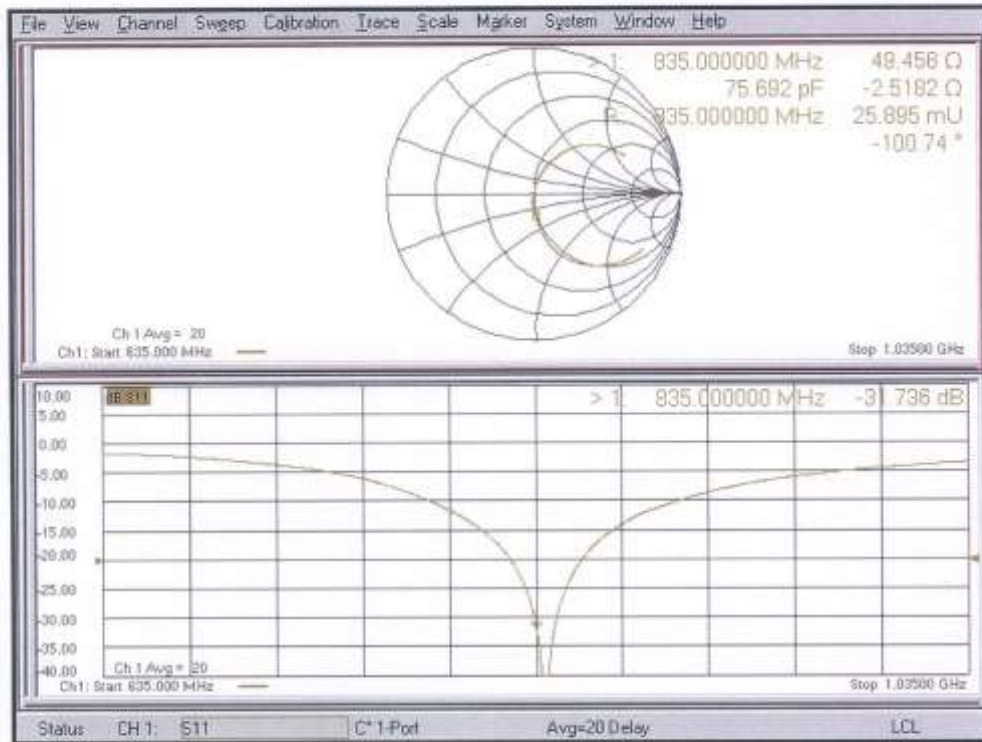 File View Channel Sweep Calibration Trace Scale Marker System Window Help
> 1: 835.000000 MHz 49.456 Ω
75.692 pF -2.5182 Ω
835.000000 MHz 25.895 mU
-100.74 °
Ch 1 Avg = 20
Ch1: Start 635.000 MHz
Stop 1.03500 GHz
10.00
dB S11
> 1: 835.000000 MHz -31.736 dB
5.00
0.00
-5.00
-10.00
-15.00
-20.00
-25.00
-30.00
-35.00
-40.00
Ch 1 Avg = 20
Ch1: Start 635.000 MHz
Stop 1.03500 GHz
Status CH 1: S11 C* 1-Port Avg=20 Delay LCL